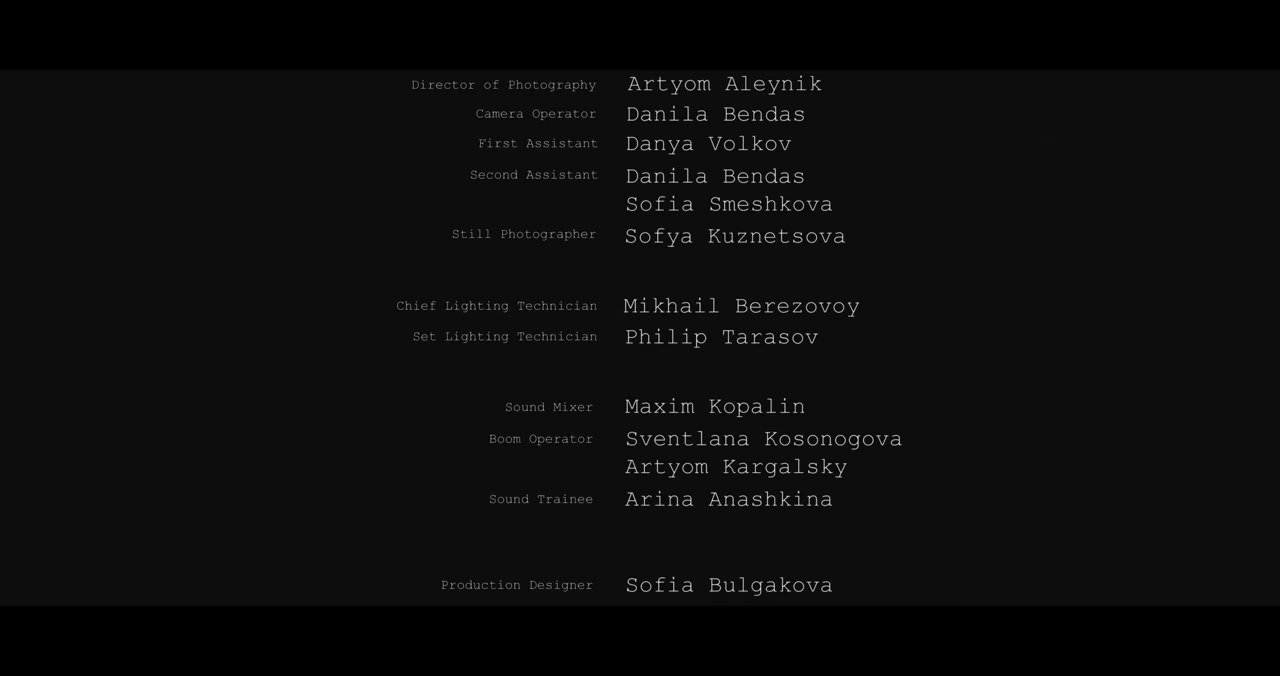 Director of Photography Artyom Aleynik
Camera Operator Danila Bendas
First Assistant Danya Volkov
Second Assistant Danila Bendas
Sofia Smeshkova
Still Photographer Sofya Kuznetsova
Chief Lighting Technician Mikhail Berezovoy
Set Lighting Technician Philip Tarasov
Sound Mixer Maxim Kopalin
Boom Operator Sventlana Kosonogova
Artyom Kargalsky
Sound Trainee Arina Anashkina
Production Designer Sofia Bulgakova